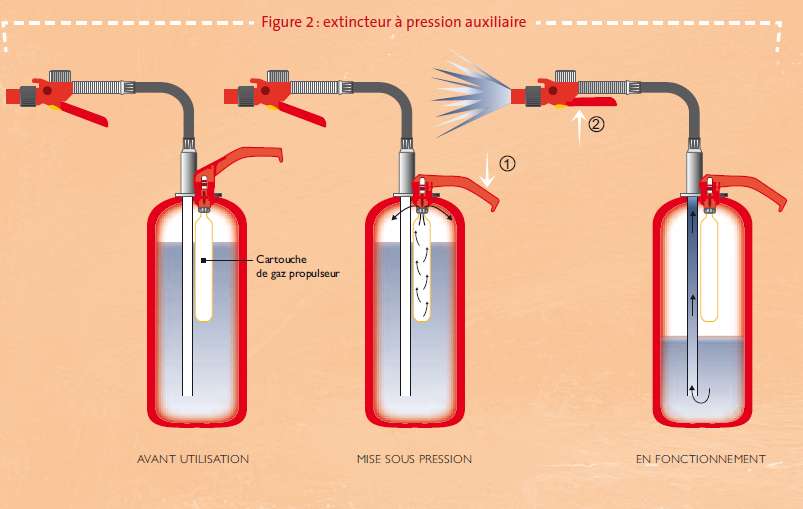 Figure 2 : extincteur à pression auxiliaire
①
②
Cartouche
de gaz propulseur
AVANT UTILISATION
MISE SOUS PRESSION
EN FONCTIONNEMENT